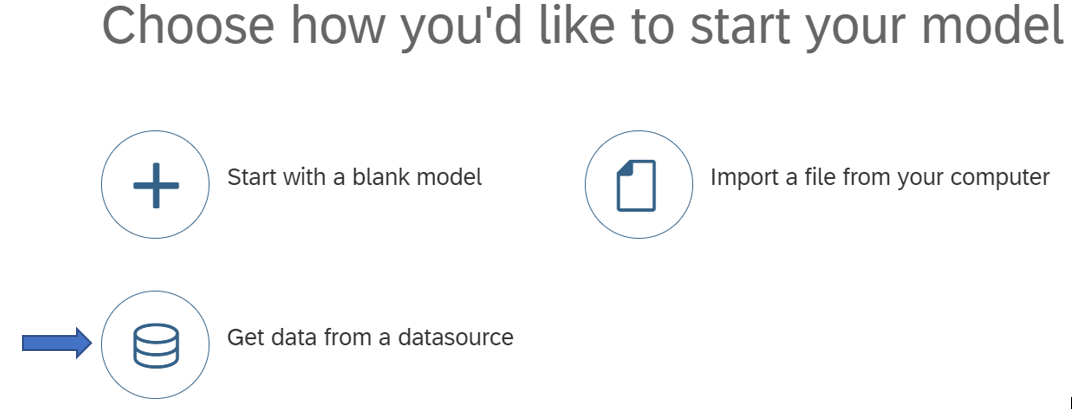 Choose how you'd like to start your model
Start with a blank model
Import a file from your computer
Get data from a datasource